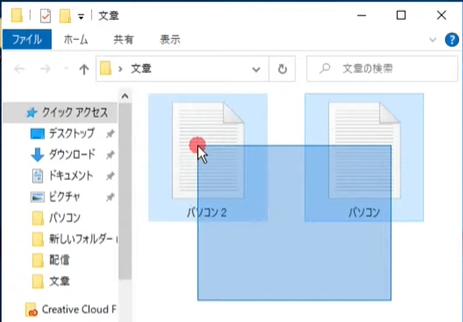 文章
ファイル ホーム 共有 表示
文章
文章の検索
クイック アクセス
デスクトップ
ダウンロード
ドキュメント
ピクチャ
パソコン
新しいフォルダー (
配信
文章
Creative Cloud F
パソコン2
パソコン